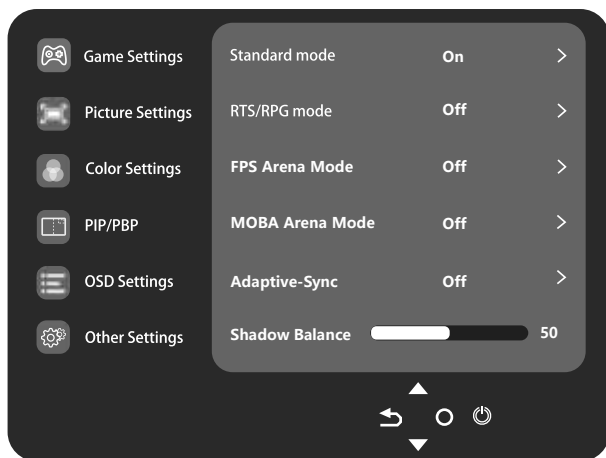 Game Settings
Picture Settings
Color Settings
PIP/PBP
OSD Settings
Other Settings
Standard mode On
RTS/RPG mode Off
FPS Arena Mode Off
MOBA Arena Mode Off
Adaptive-Sync Off
Shadow Balance 50